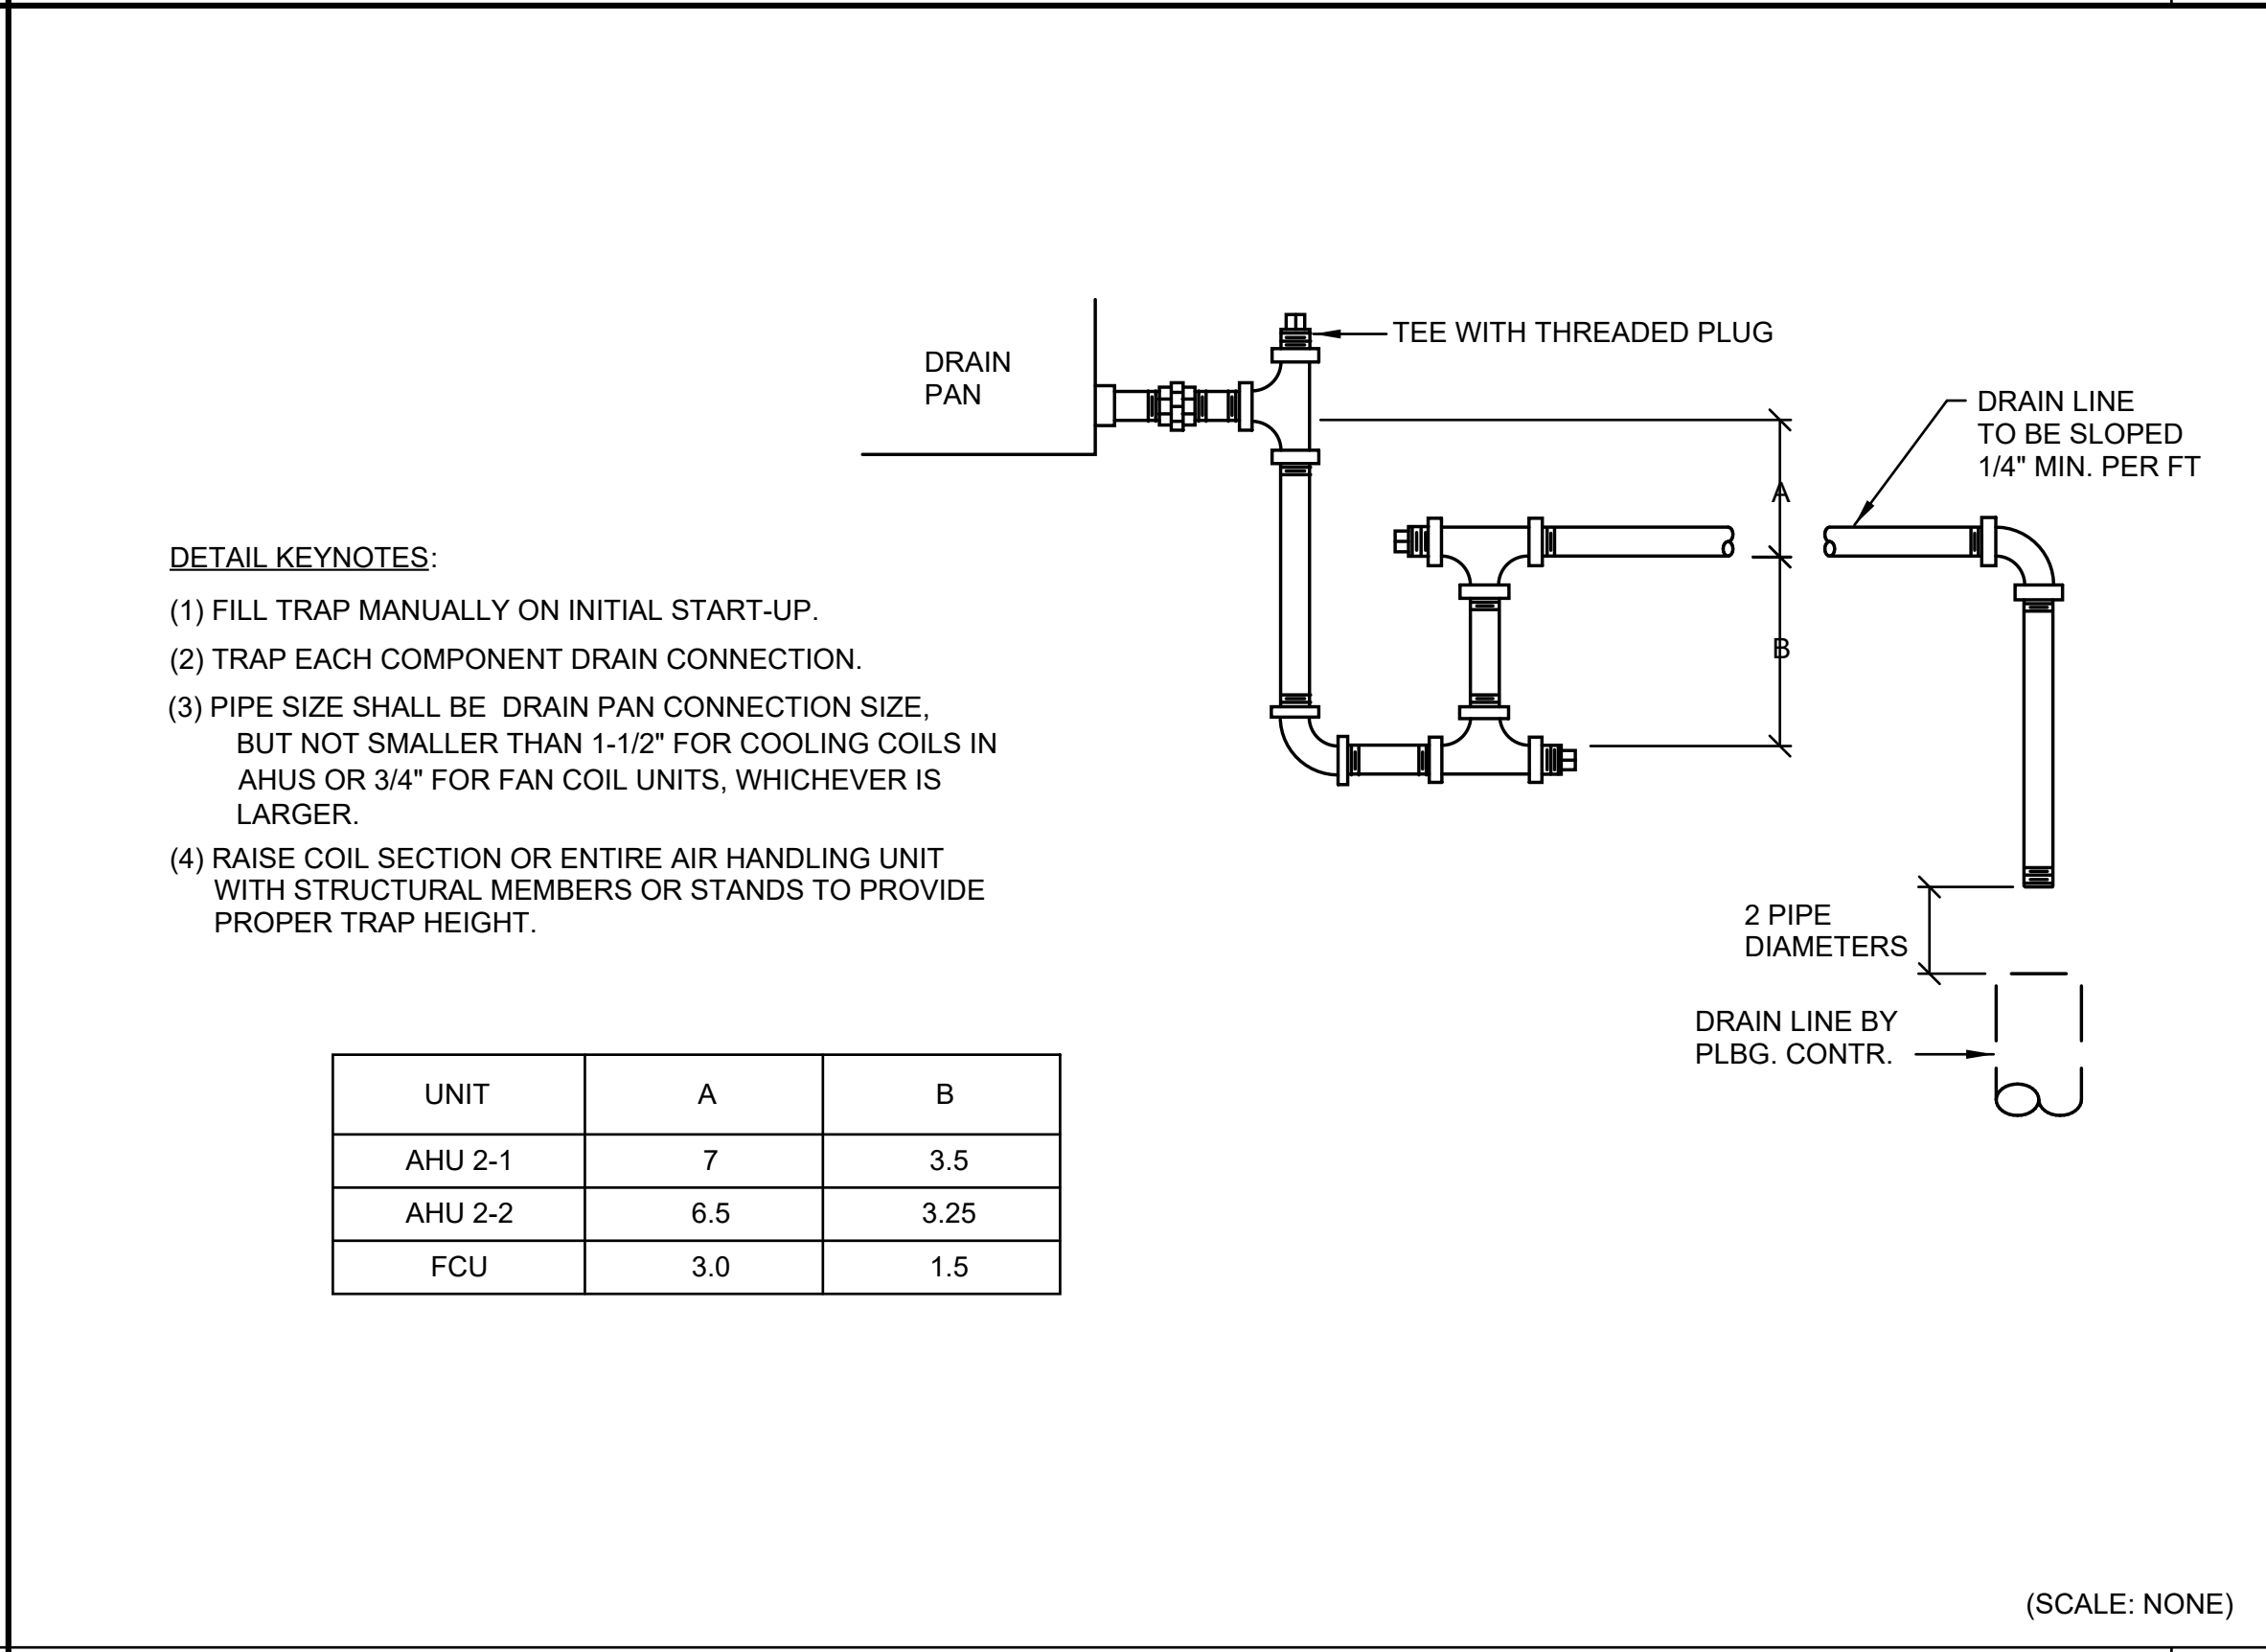 TEE WITH THREADED PLUG
DRAIN
PAN
DRAIN LINE
TO BE SLOPED
1/4" MIN. PER FT
A
B
DETAIL KEYNOTES:
(1) FILL TRAP MANUALLY ON INITIAL START-UP.
(2) TRAP EACH COMPONENT DRAIN CONNECTION.
(3) PIPE SIZE SHALL BE DRAIN PAN CONNECTION SIZE,
BUT NOT SMALLER THAN 1-1/2" FOR COOLING COILS IN
AHUS OR 3/4" FOR FAN COIL UNITS, WHICHEVER IS
LARGER.
(4) RAISE COIL SECTION OR ENTIRE AIR HANDLING UNIT
WITH STRUCTURAL MEMBERS OR STANDS TO PROVIDE
PROPER TRAP HEIGHT.
2 PIPE
DIAMETERS
DRAIN LINE BY
PLBG. CONTR.
UNIT A B
AHU 2-1 7 3.5
AHU 2-2 6.5 3.25
FCU 3.0 1.5
(SCALE: NONE)